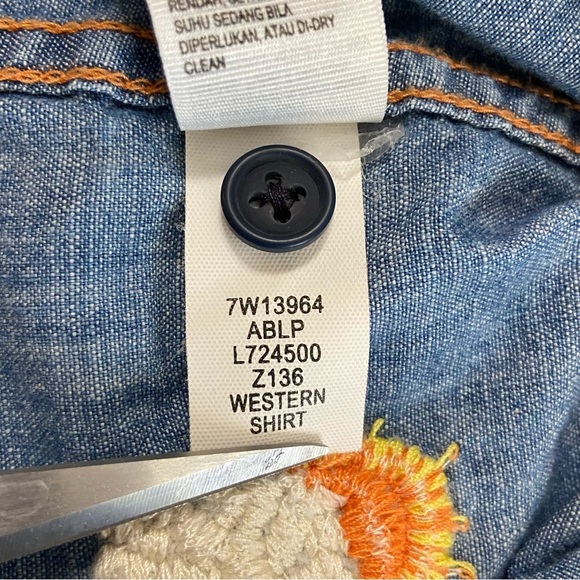 SUHU SEDANG BILA
DIPERLUKAN, ATAU DI-DRY
CLEAN
7W13964
ABLP
L724500
Z136
WESTERN
SHIRT